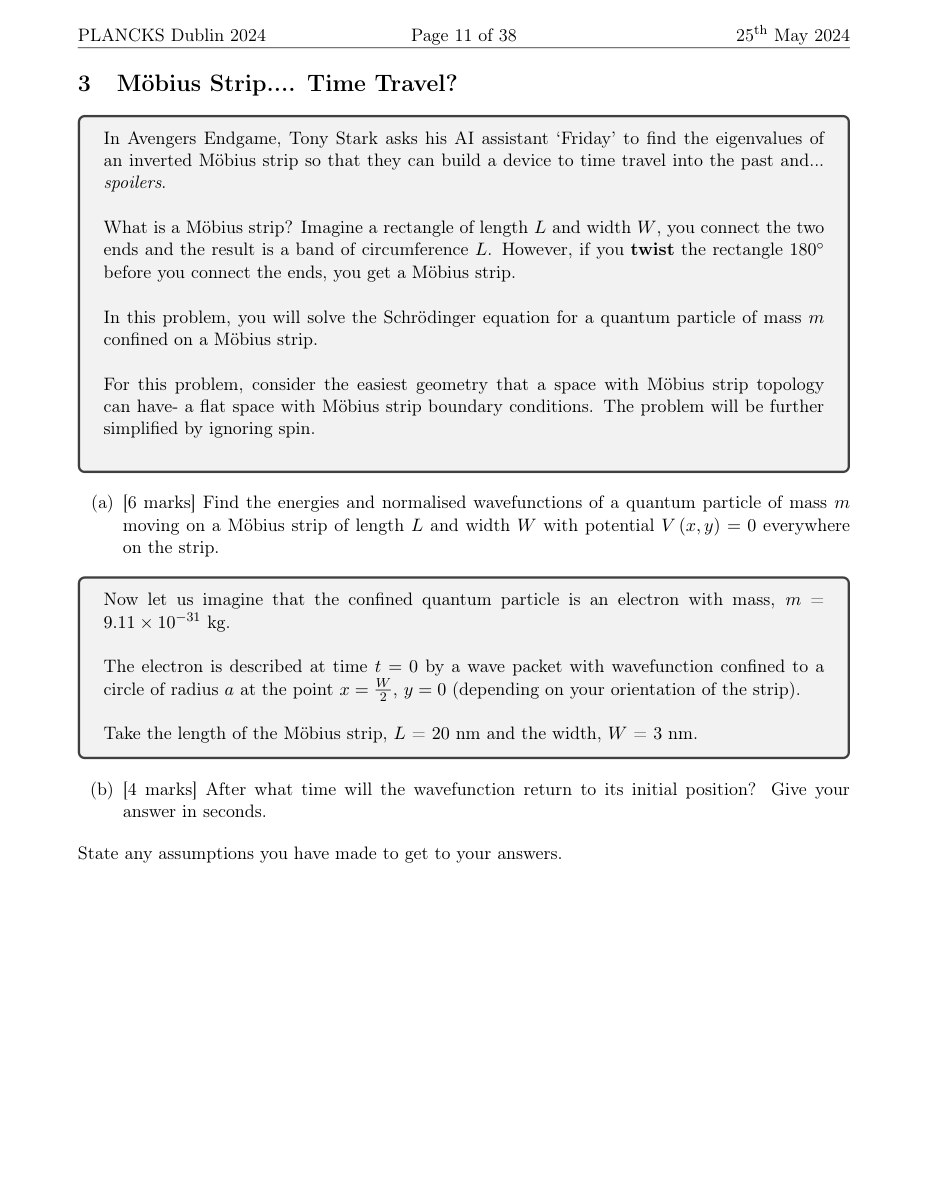 PLANCKS Dublin 2024 Page 11 of 38 25th May 2024
3 Möbius Strip.... Time Travel?
In Avengers Endgame, Tony Stark asks his AI assistant ‘Friday’ to find the eigenvalues of
an inverted Möbius strip so that they can build a device to time travel into the past and...
spoilers.
What is a Möbius strip? Imagine a rectangle of length L and width W, you connect the two
ends and the result is a band of circumference L. However, if you twist the rectangle 180°
before you connect the ends, you get a Möbius strip.
In this problem, you will solve the Schrödinger equation for a quantum particle of mass m
confined on a Möbius strip.
For this problem, consider the easiest geometry that a space with Möbius strip topology
can have- a flat space with Möbius strip boundary conditions. The problem will be further
simplified by ignoring spin.
(a) [6 marks] Find the energies and normalised wavefunctions of a quantum particle of mass m
moving on a Möbius strip of length L and width W with potential V (x, y) = 0 everywhere
on the strip.
Now let us imagine that the confined quantum particle is an electron with mass, m =
9.11 × 10⁻³¹ kg.
The electron is described at time t = 0 by a wave packet with wavefunction confined to a
circle of radius a at the point x = W/2, y = 0 (depending on your orientation of the strip).
Take the length of the Möbius strip, L = 20 nm and the width, W = 3 nm.
(b) [4 marks] After what time will the wavefunction return to its initial position? Give your
answer in seconds.
State any assumptions you have made to get to your answers.